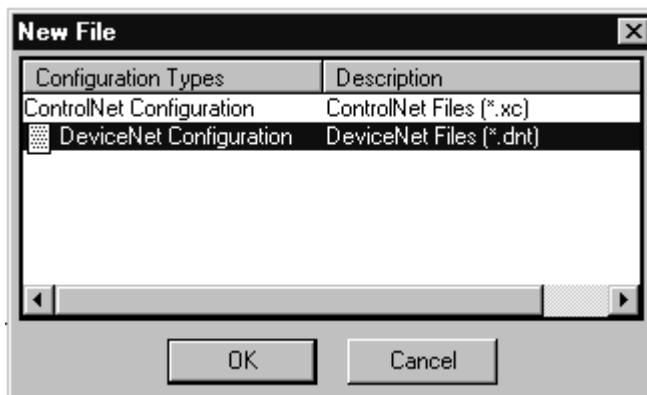 New File
Configuration Types Description
ControlNet Configuration ControlNet Files (*.xc)
DeviceNet Configuration DeviceNet Files (*.dnt)
OK Cancel